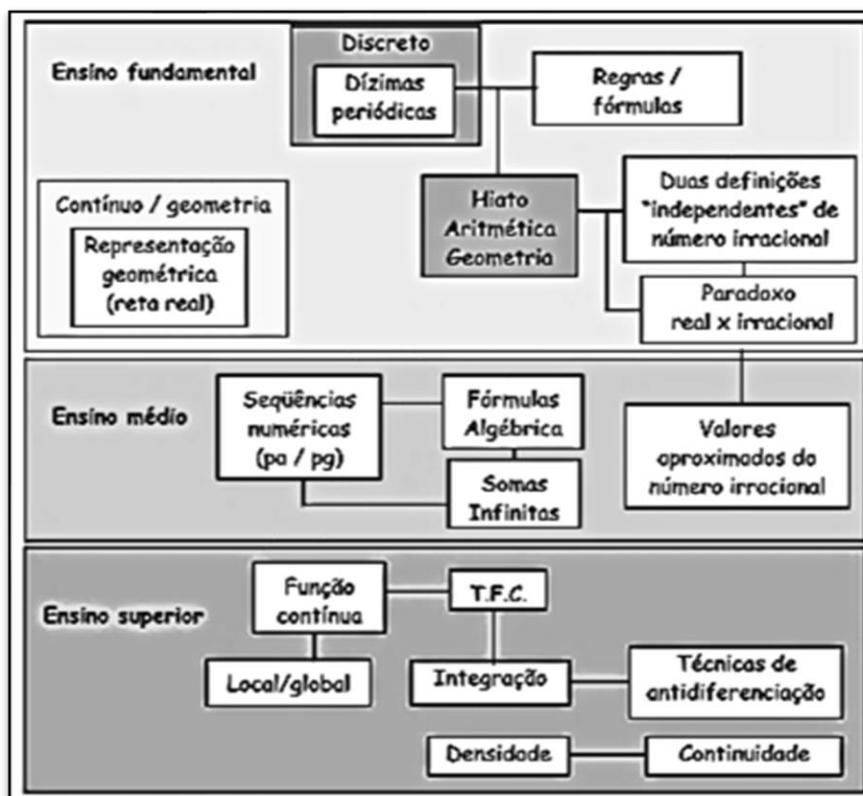 Ensino fundamental
Discreto
Dízimas
periódicas
Regras /
fórmulas
Contínuo / geometria
Representação
geométrica
(reta real)
Hiato
Aritmética
Geometria
Duas definições
"independentes" de
número irracional
Paradoxo
real x irracional
Ensino médio
Seqüências
numéricas
(pa / pg)
Fórmulas
Algébrica
Somas
Infinitas
Valores
aproximados do
número irracional
Ensino superior
Função
contínua
T.F.C.
Local/global
Integração
Técnicas de
antidiferenciação
Densidade
Continuidade